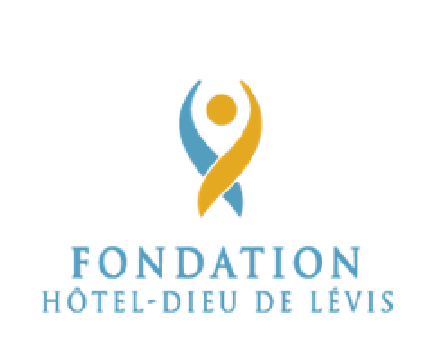 FONDATION
HÔTEL-DIEU DE LÉVIS